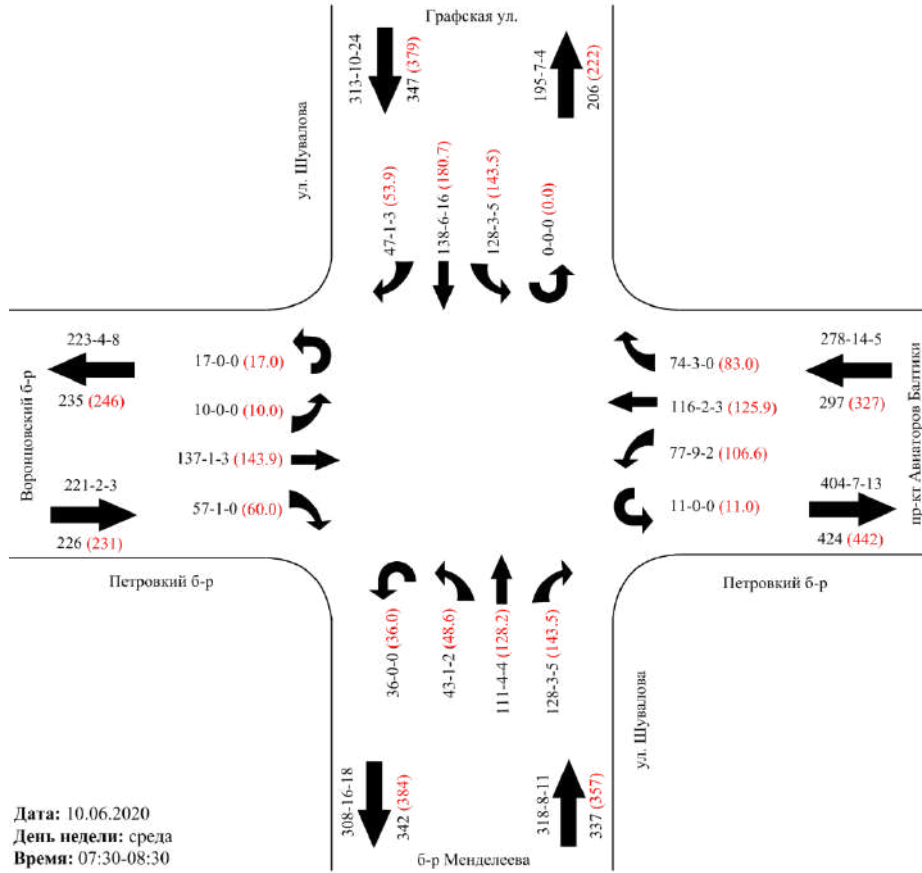 Графская ул.
313-10-24
347 (379)
195-7-4
206 (222)
ул. Шувалова
47-1-3 (53.9)
138-6-16 (180.7)
128-3-5 (143.5)
0-0-0 (0.0)
223-4-8
235 (246)
17-0-0 (17.0)
10-0-0 (10.0)
137-1-3 (143.9)
57-1-0 (60.0)
Воронцовский б-р
221-2-3
226 (231)
Петровкий б-р
74-3-0 (83.0)
116-2-3 (125.9)
77-9-2 (106.6)
11-0-0 (11.0)
278-14-5
297 (327)
404-7-13
424 (442)
пр-кт Авиаторов Балтики
Петровкий б-р
36-0-0 (36.0)
43-1-2 (48.6)
111-4-4 (128.2)
128-3-5 (143.5)
ул. Шувалова
308-16-18
342 (384)
318-8-11
337 (357)
б-р Менделеева
Дата: 10.06.2020
День недели: среда
Время: 07:30-08:30